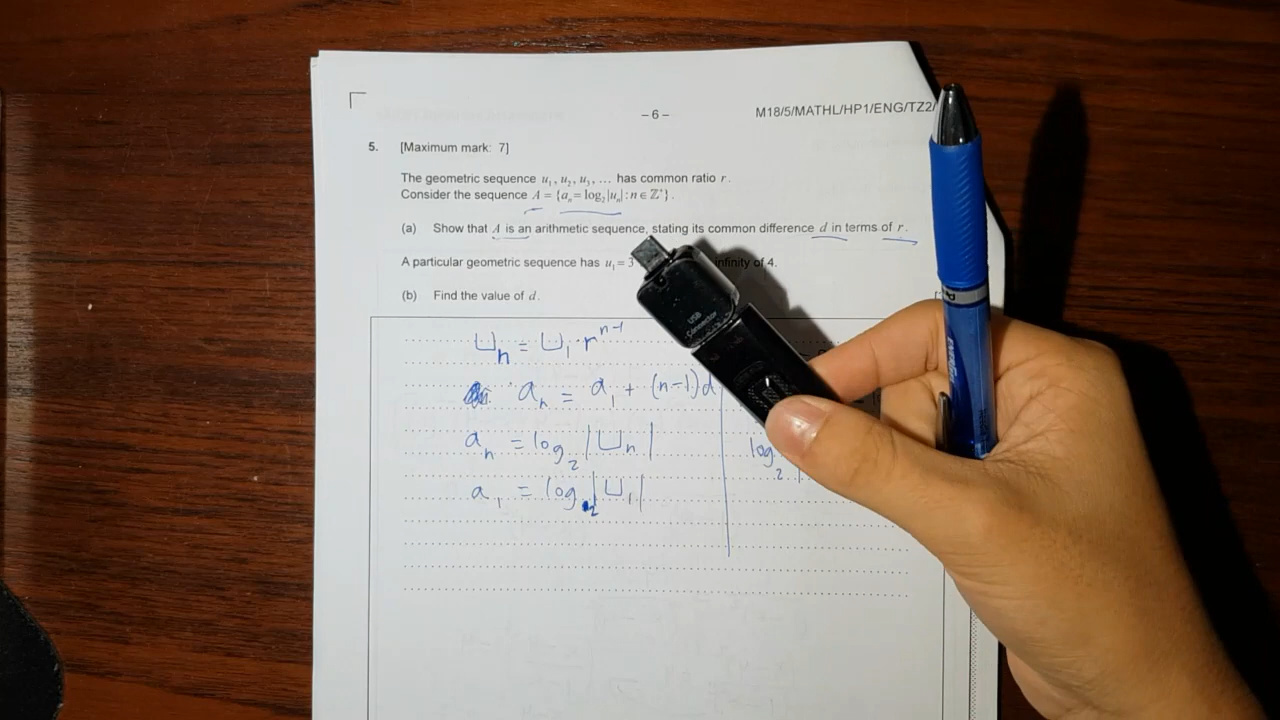 – 6 –
M18/5/MATHL/HP1/ENG/TZ2/
5. [Maximum mark: 7]
The geometric sequence u₁, u₂, u₃, … has common ratio r.
Consider the sequence A = {aₙ = log₂|uₙ| : n ∈ ℤ⁺}.
(a) Show that A is an arithmetic sequence, stating its common difference d in terms of r.
A particular geometric sequence has u₁ = 3 infinity of 4.
(b) Find the value of d.
Uₙ = U₁ · rⁿ⁻¹
aₙ = a₁ + (n-1)d
aₙ = log₂ |Uₙ|
log₂
a₁ = log₂ |U₁|
USB
Connector